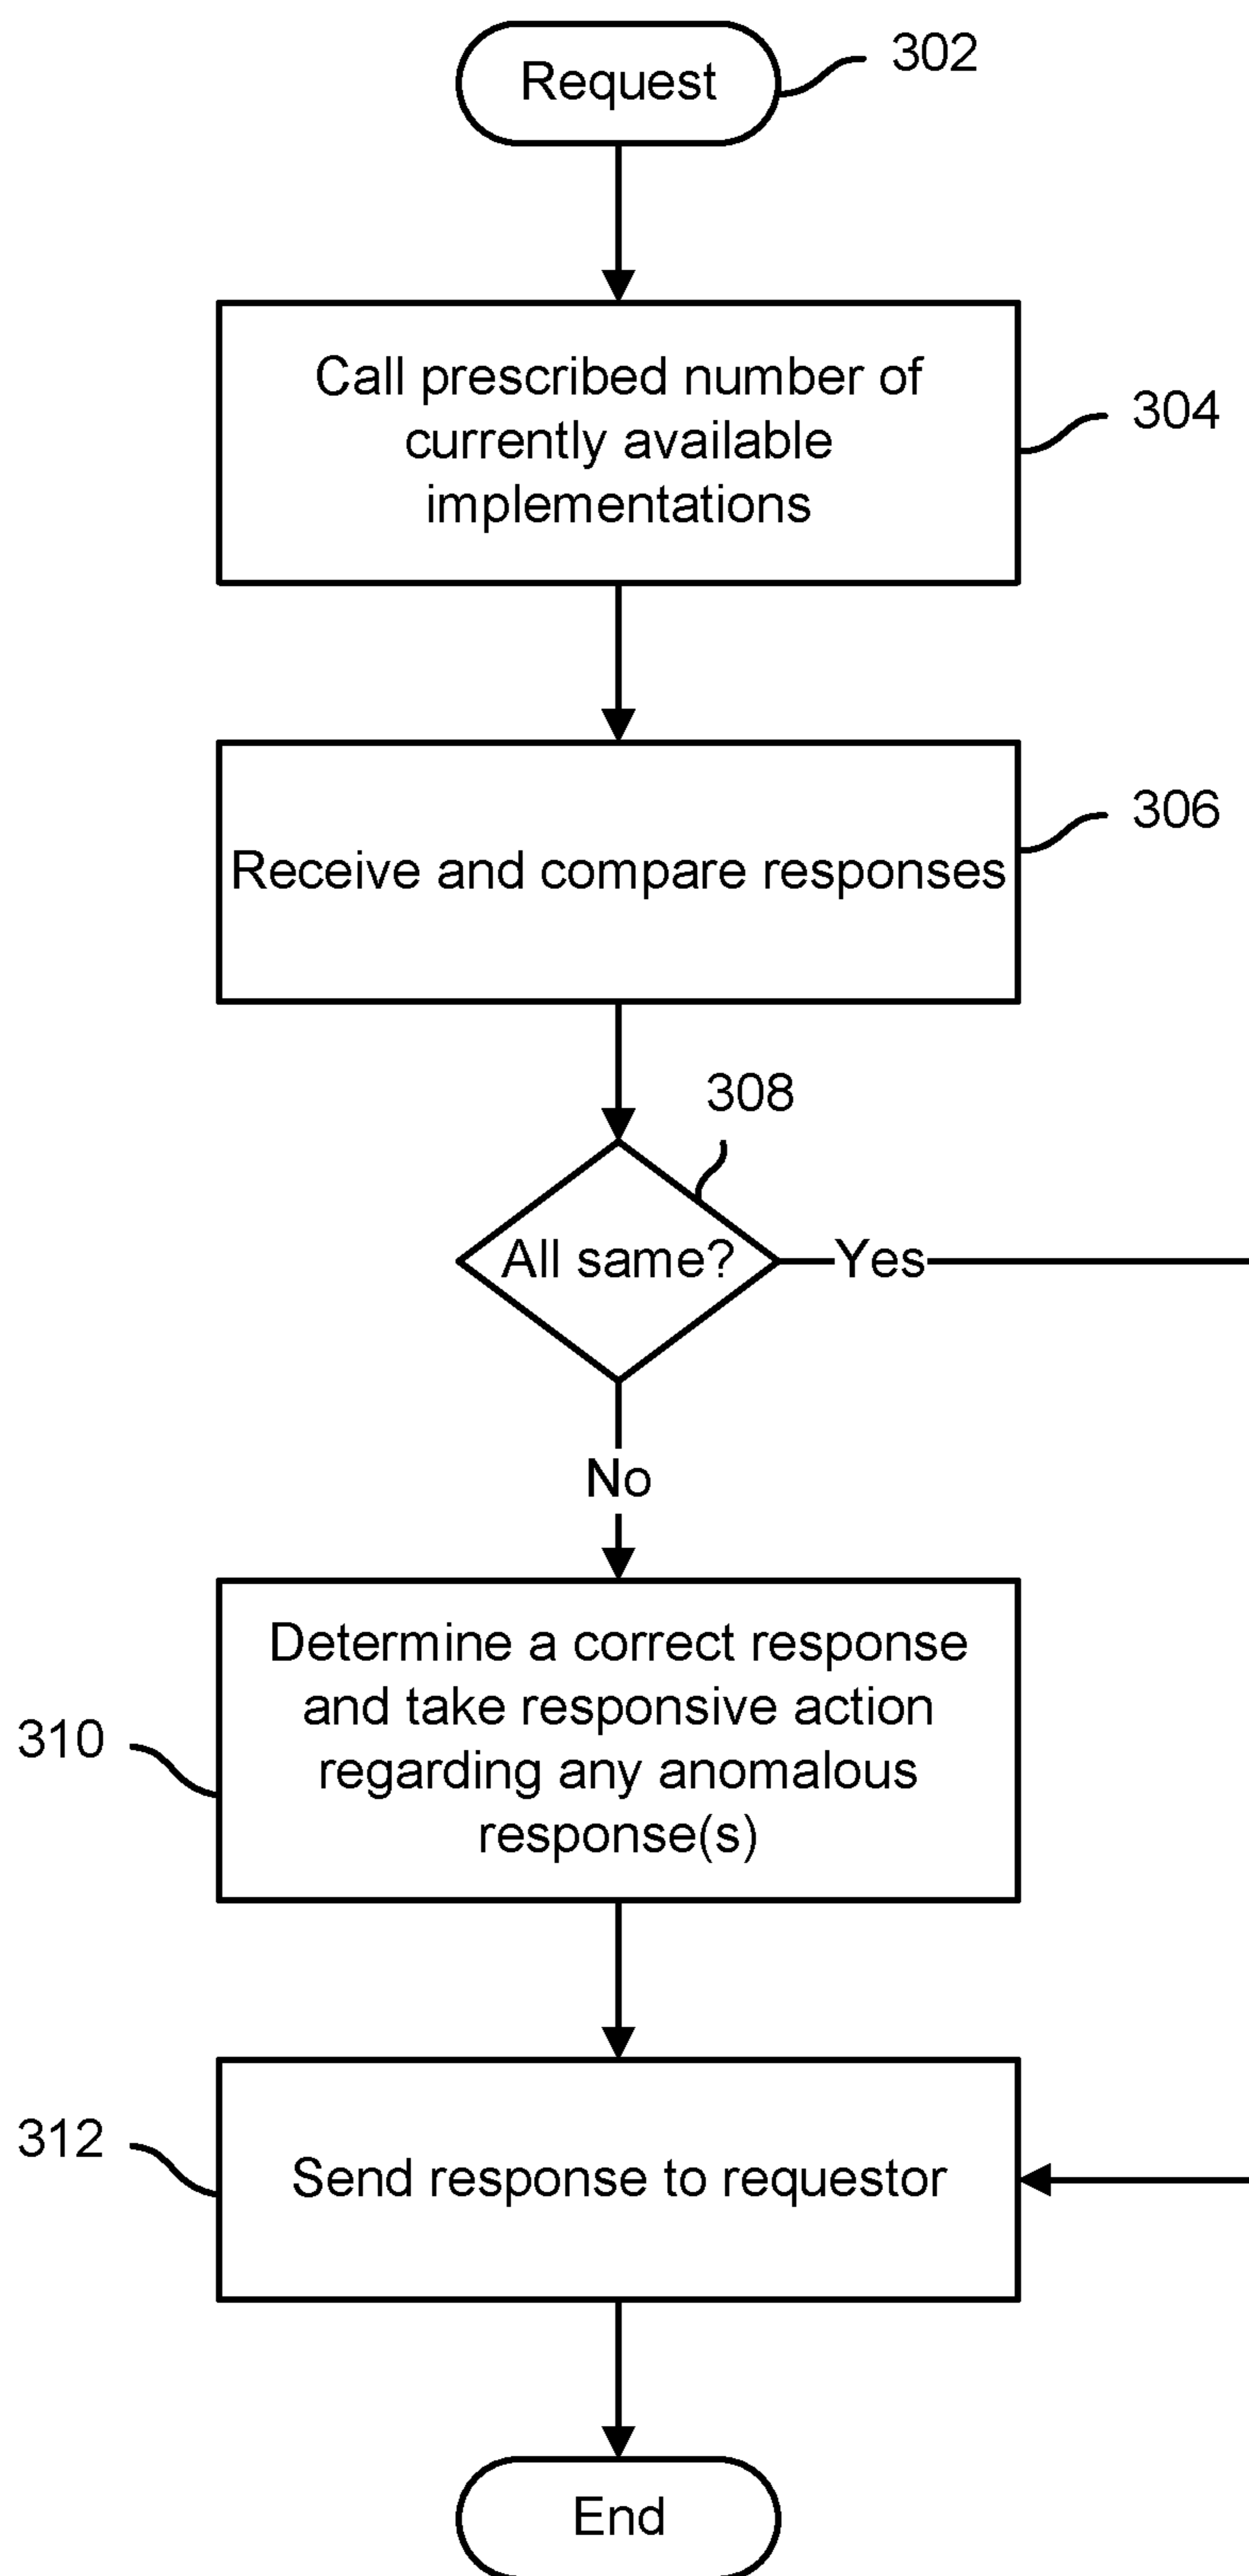 Request
302
Call prescribed number of
currently available
implementations
304
Receive and compare responses
306
308
All same?
Yes
No
Determine a correct response
and take responsive action
regarding any anomalous
response(s)
310
Send response to requestor
312
End